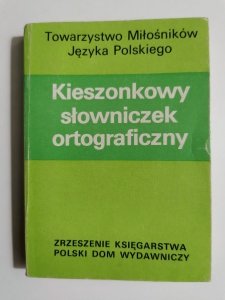 Towarzystwo Miłośników
Języka Polskiego
Kieszonkowy
słowniczek
ortograficzny
ZRZESZENIE KSIĘGARSTWA
POLSKI DOM WYDAWNICZY